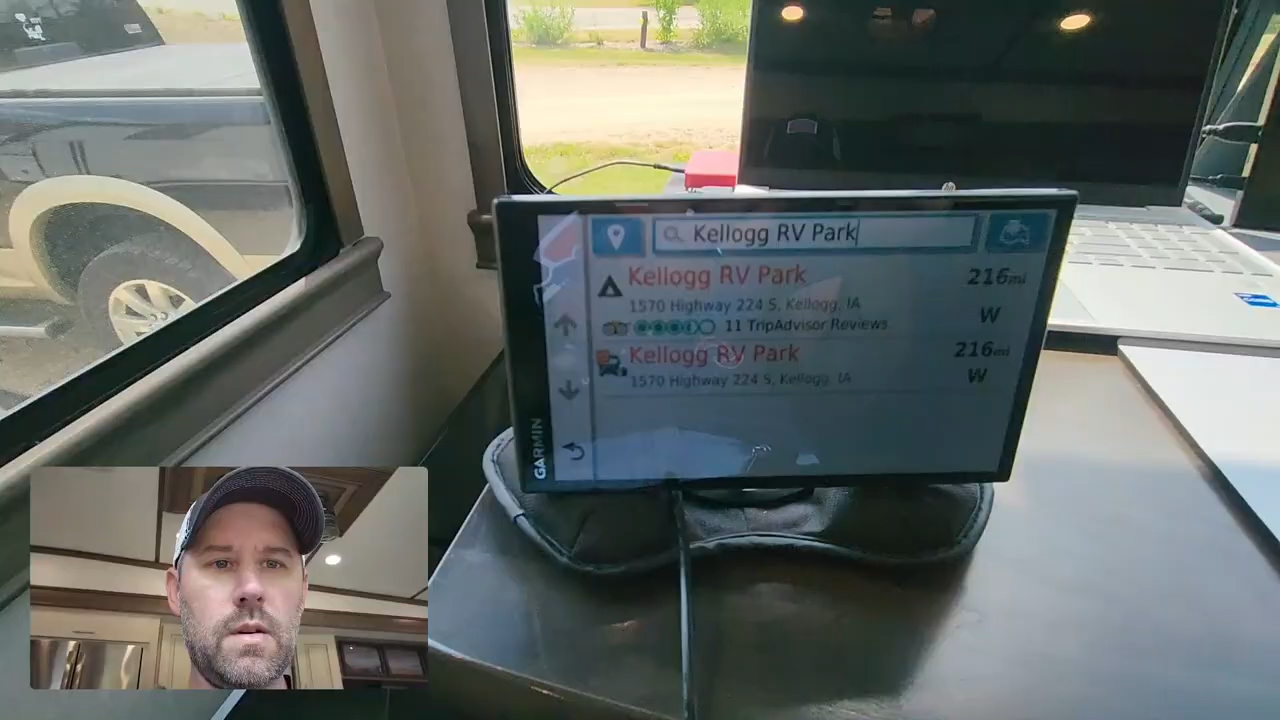 Kellogg RV Park
Kellogg RV Park
216mi
1570 Highway 224 S, Kellogg, IA
W
11 TripAdvisor Reviews
Kellogg RV Park
216mi
1570 Highway 224 S, Kellogg, IA
W
GARMIN